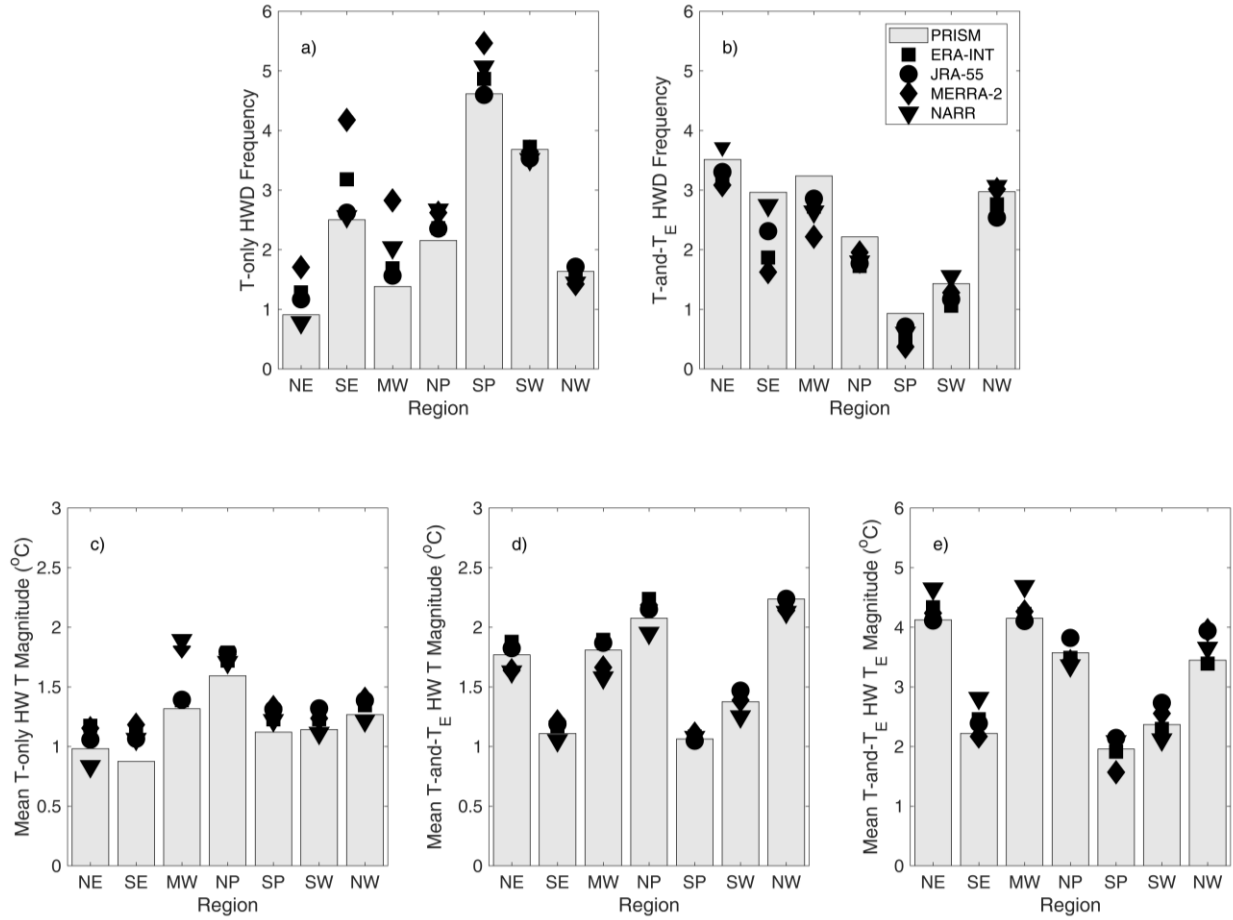 a)
T-only HWD Frequency
6
5
4
3
2
1
0
NE SE MW NP SP SW NW
Region
b)
T-and-T_E HWD Frequency
6
5
4
3
2
1
0
PRISM
ERA-INT
JRA-55
MERRA-2
NARR
NE SE MW NP SP SW NW
Region
c)
Mean T-only HW T Magnitude (°C)
3
2.5
2
1.5
1
0.5
0
NE SE MW NP SP SW NW
Region
d)
Mean T-and-T_E HW T Magnitude (°C)
3
2.5
2
1.5
1
0.5
0
NE SE MW NP SP SW NW
Region
e)
Mean T-and-T_E HW T_E Magnitude (°C)
6
5
4
3
2
1
0
NE SE MW NP SP SW NW
Region